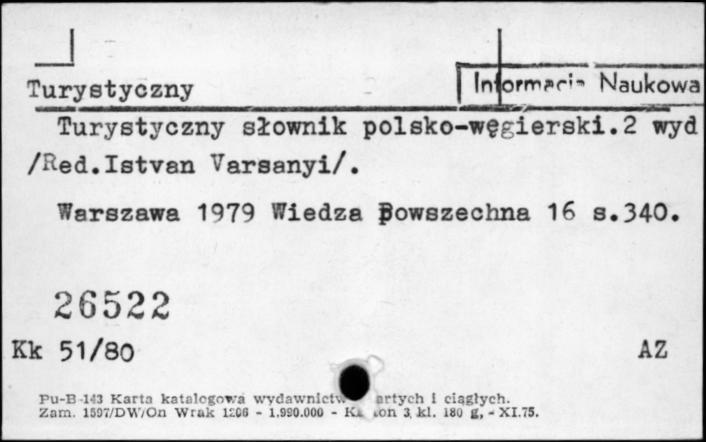 Turystyczny
Informacja Naukowa
Turystyczny słownik polsko-węgierski.2 wyd
/Red.Istvan Varsanyi/.
Warszawa 1979 Wiedza Powszechna 16 s.340.
26522
Kk 51/80 AZ
Pu-B-143 Karta katalogowa wydawnictw artych i ciągłych.
Zam. 1597/DW/On Wrak 1206 - 1.990.000 - on 3, kl. 180 g, - XI.75.